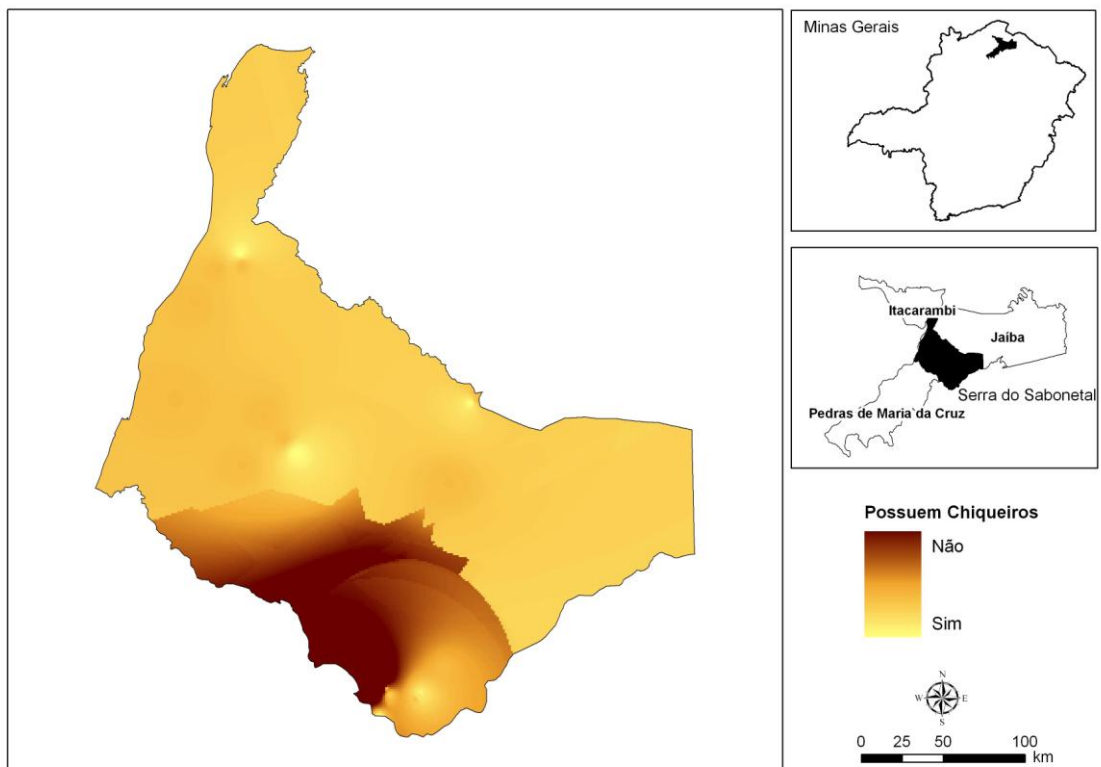 Minas Gerais
Itacarambi
Jaiba
Serra do Sabonetal
Pedras de Maria`da Cruz
Possuem Chiqueiros
Não
Sim
N
W E
S
0 25 50 100
km